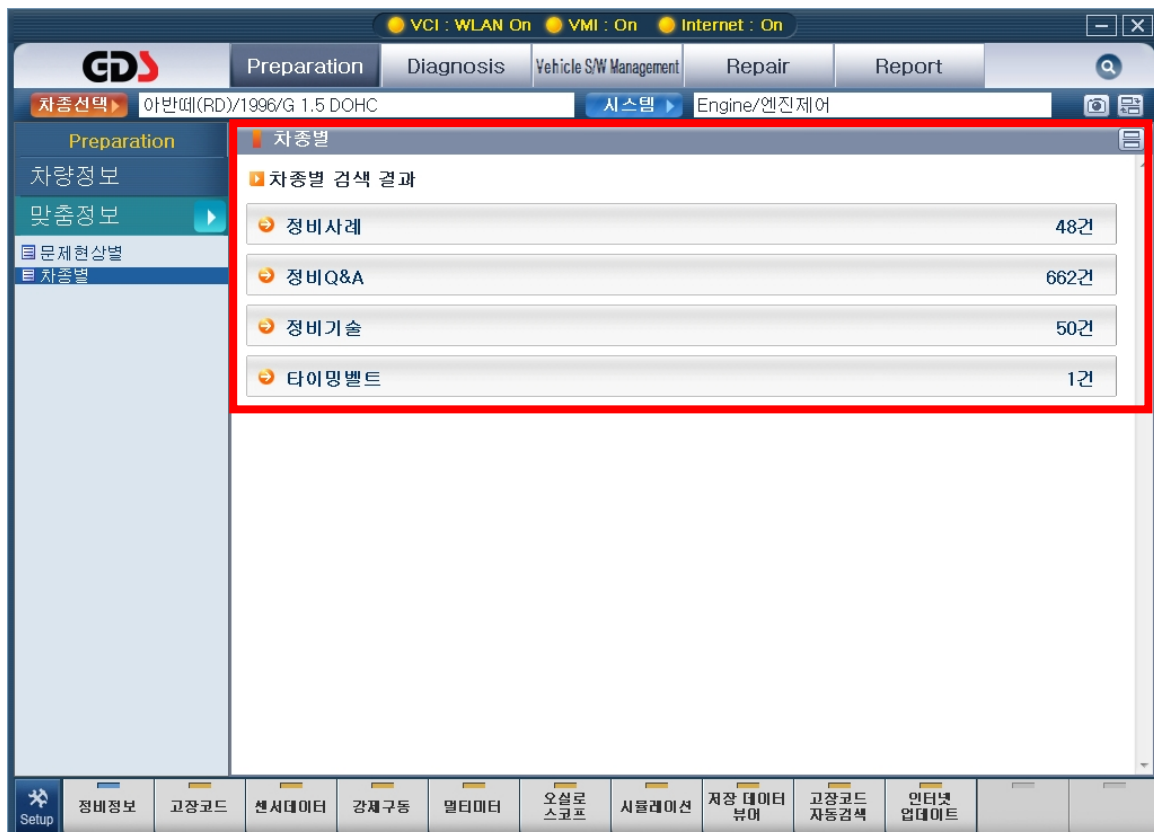 VCI : WLAN On VMI : On Internet : On
GDS Preparation Diagnosis Vehicle S/W Management Repair Report
차종선택 아반떼(RD)/1996/G 1.5 DOHC 시스템 Engine/엔진제어
Preparation
차량정보
맞춤정보
문제현상별
차종별
차종별
차종별 검색 결과
정비사례 48건
정비Q&A 662건
정비기술 50건
타이밍벨트 1건
Setup
정비정보
고장코드
센서데이터
강제구동
멀티미터
오실로
스코프
시뮬레이션
저장 데이터
뷰어
고장코드
자동검색
인터넷
업데이트